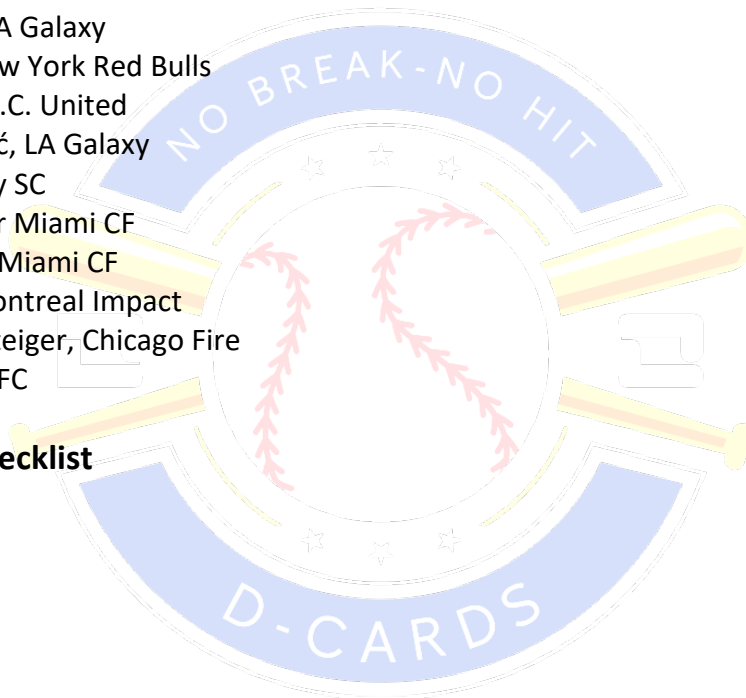 A Galaxy
w York Red Bulls
.C. United
ć, LA Galaxy
y SC
r Miami CF
Miami CF
ontreal Impact
teiger, Chicago Fire
FC
ecklist
NO BREAK-NO HIT
D-CARDS